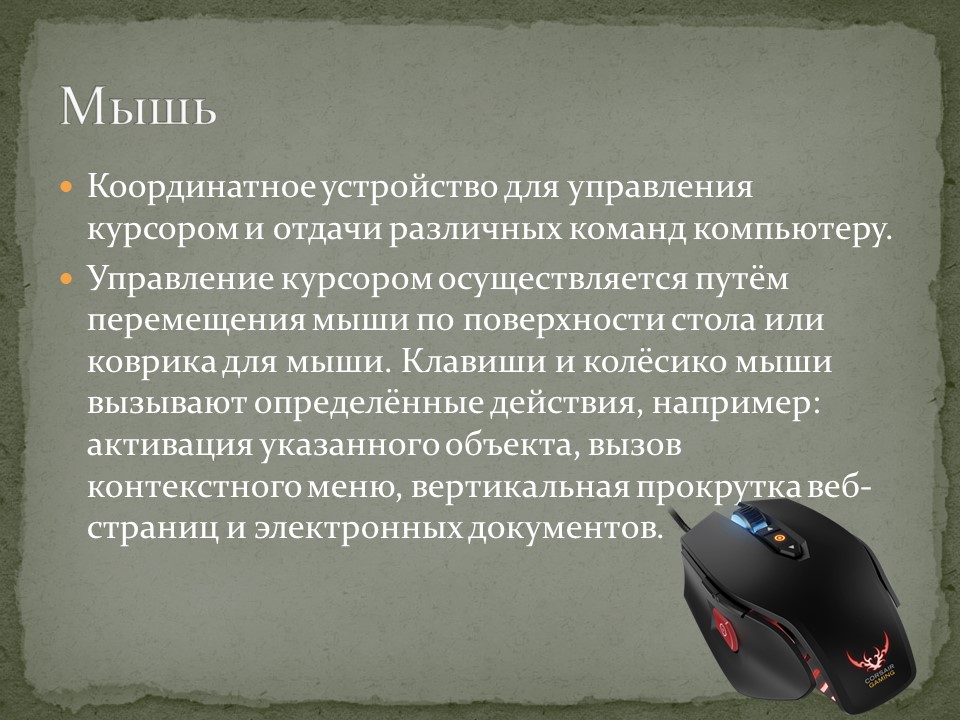 Мышь
• Координатное устройство для управления
курсором и отдачи различных команд компьютеру.
• Управление курсором осуществляется путём
перемещения мыши по поверхности стола или
коврика для мыши. Клавиши и колёсико мыши
вызывают определённые действия, например:
активация указанного объекта, вызов
контекстного меню, вертикальная прокрутка веб-
страниц и электронных документов.
CORSAIR
GAMING